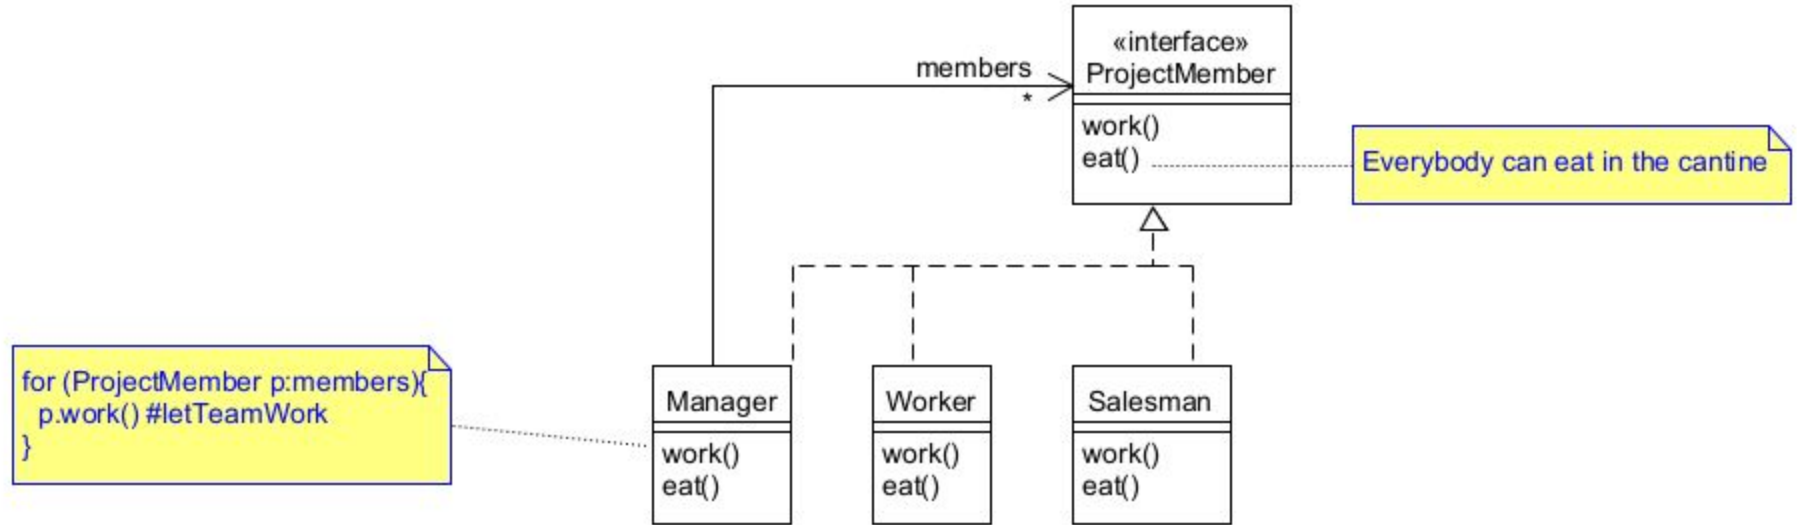 members
*
«interface»
ProjectMember
work()
eat()
Everybody can eat in the cantine
for (ProjectMember p:members){
p.work() #letTeamWork
}
Manager
work()
eat()
Worker
work()
eat()
Salesman
work()
eat()